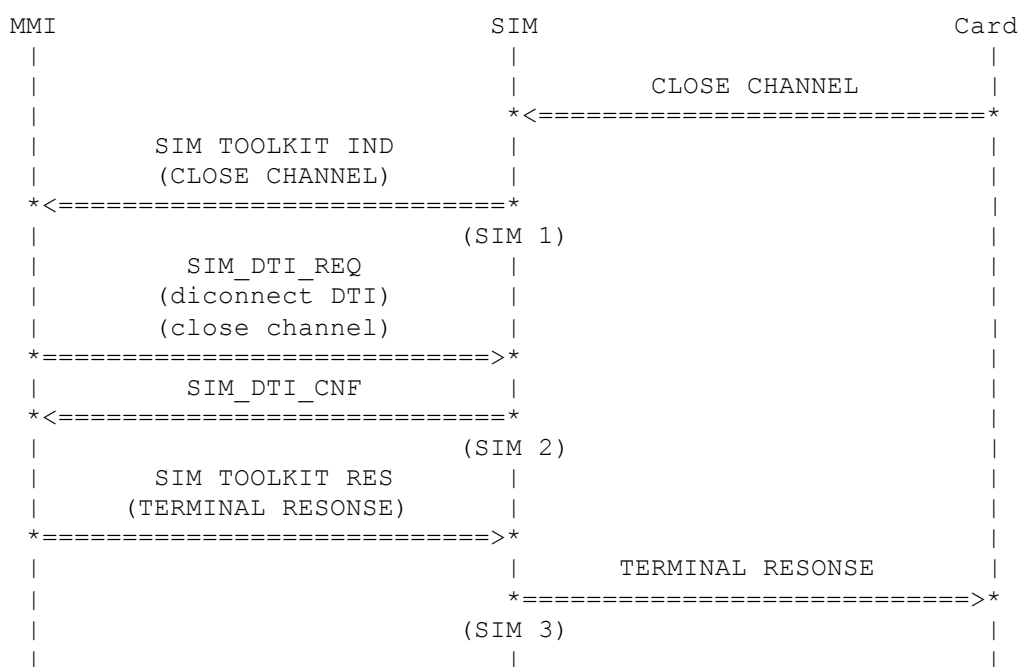 MMI SIM Card
CLOSE CHANNEL
SIM TOOLKIT IND
(CLOSE CHANNEL)
(SIM 1)
SIM_DTI_REQ
(diconnect DTI)
(close channel)
SIM_DTI_CNF
(SIM 2)
SIM TOOLKIT RES
(TERMINAL RESONSE)
TERMINAL RESONSE
(SIM 3)